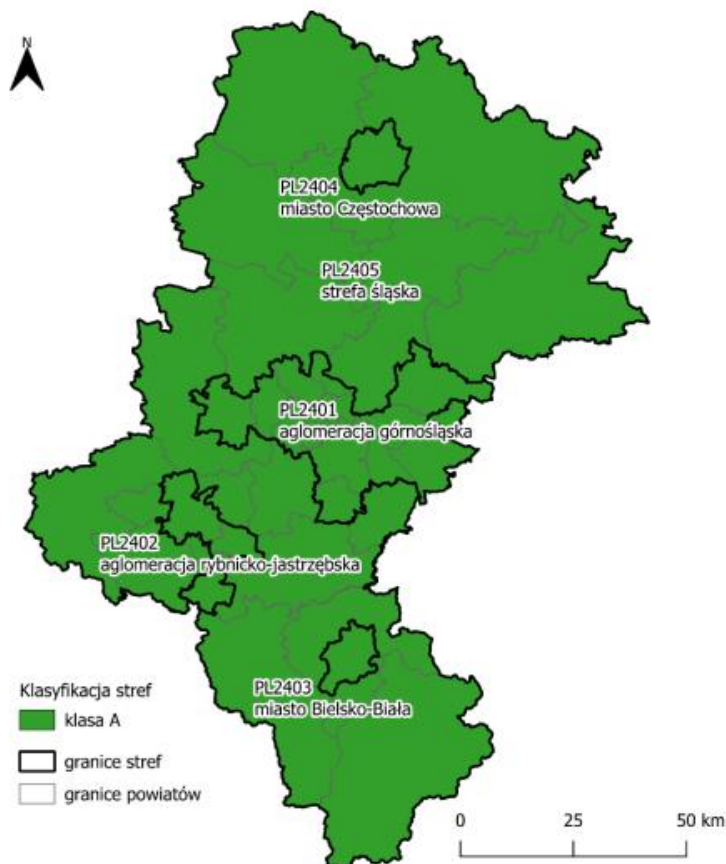 N
PL2404
miasto Częstochowa
PL2405
strefa śląska
PL2401
aglomeracja górnośląska
PL2402
aglomeracja rybnicko-jastrzębska
PL2403
miasto Bielsko-Biała
Klasyfikacja stref
klasa A
granice stref
granice powiatów
0 25 50 km